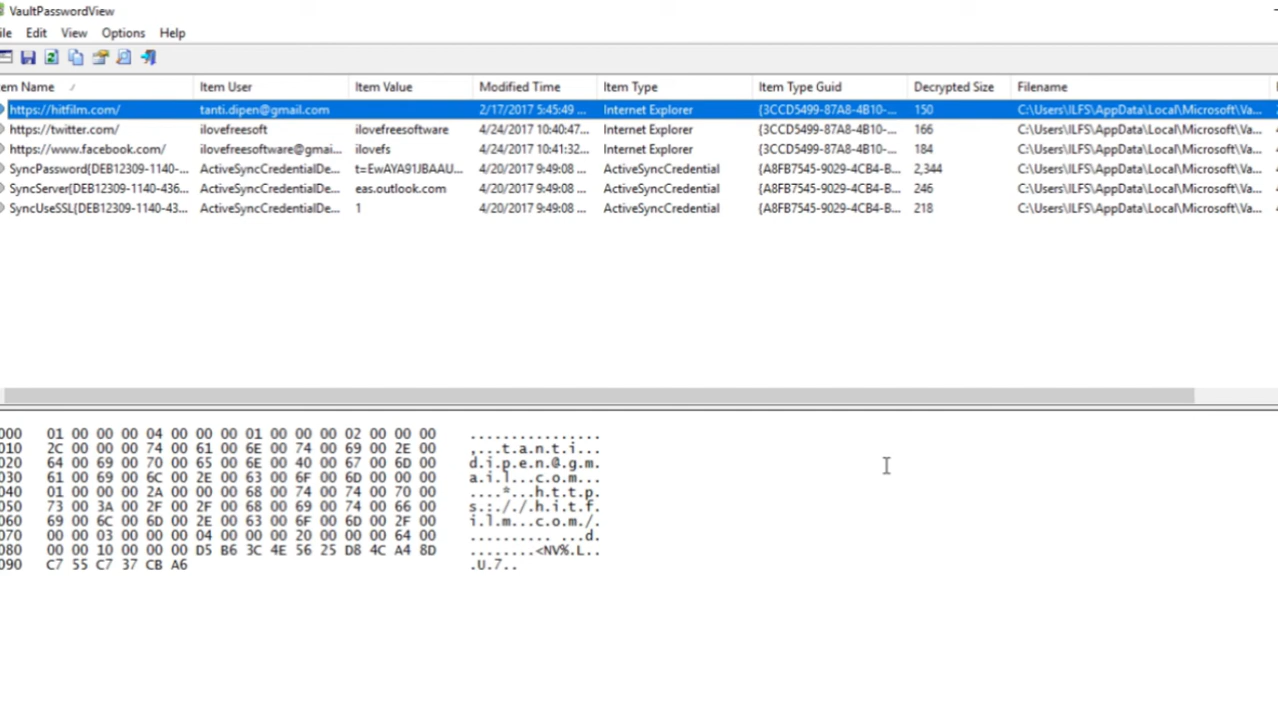 VaultPasswordView
ile Edit View Options Help
em Name / Item User Item Value Modified Time Item Type Item Type Guid Decrypted Size Filename
https://hitfilm.com/ tanti.dipen@gmail.com 2/17/2017 5:45:49 ... Internet Explorer {3CCD5499-87A8-4B10-... 150 C:\Users\ILFS\AppData\Local\Microsoft\Va...
https://twitter.com/ ilovefreesoft ilovefreesoftware 4/24/2017 10:40:47... Internet Explorer {3CCD5499-87A8-4B10-... 166 C:\Users\ILFS\AppData\Local\Microsoft\Va...
https://www.facebook.com/ ilovefreesoftware@gmai... ilovefs 4/24/2017 10:41:32... Internet Explorer {3CCD5499-87A8-4B10-... 184 C:\Users\ILFS\AppData\Local\Microsoft\Va...
SyncPassword{DEB12309-1140-... ActiveSyncCredentialDe... t=EwAYA91JBAAU... 4/20/2017 9:49:08 ... ActiveSyncCredential {A8FB7545-9029-4CB4-B... 2,344 C:\Users\ILFS\AppData\Local\Microsoft\Va...
SyncServer{DEB12309-1140-436... ActiveSyncCredentialDe... eas.outlook.com 4/20/2017 9:49:08 ... ActiveSyncCredential {A8FB7545-9029-4CB4-B... 246 C:\Users\ILFS\AppData\Local\Microsoft\Va...
SyncUseSSL{DEB12309-1140-43... ActiveSyncCredentialDe... 1 4/20/2017 9:49:08 ... ActiveSyncCredential {A8FB7545-9029-4CB4-B... 218 C:\Users\ILFS\AppData\Local\Microsoft\Va...
000 01 00 00 00 04 00 00 00 01 00 00 00 02 00 00 00 ................
010 2C 00 00 00 74 00 61 00 6E 00 74 00 69 00 2E 00 ,...t.a.n.t.i...
020 64 00 69 00 70 00 65 00 6E 00 40 00 67 00 6D 00 d.i.p.e.n.@.g.m.
030 61 00 69 00 6C 00 2E 00 63 00 6F 00 6D 00 00 00 a.i.l...c.o.m...
040 01 00 00 00 2A 00 00 00 68 00 74 00 74 00 70 00 ....*...h.t.t.p.
050 73 00 3A 00 2F 00 2F 00 68 00 69 00 74 00 66 00 s.:././.h.i.t.f.
060 69 00 6C 00 6D 00 2E 00 63 00 6F 00 6D 00 2F 00 i.l.m...c.o.m./.
070 00 00 03 00 00 00 04 00 00 00 20 00 00 00 64 00 .......... ...d.
080 00 00 10 00 00 00 D5 B6 3C 4E 56 25 D8 4C A4 8D ........<NV%.L..
090 C7 55 C7 37 CB A6 .U.7..